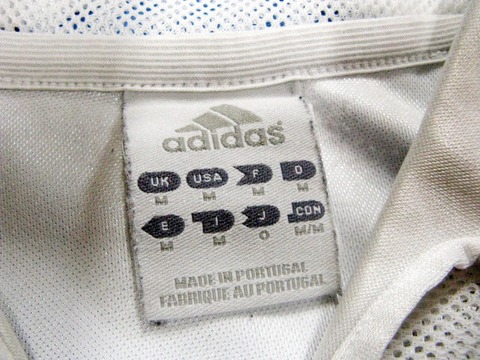 adidas
UK USA F D
M M M M
E I J CDN
M M O M/M
MADE IN PORTUGAL
FABRIQUE AU PORTUGAL